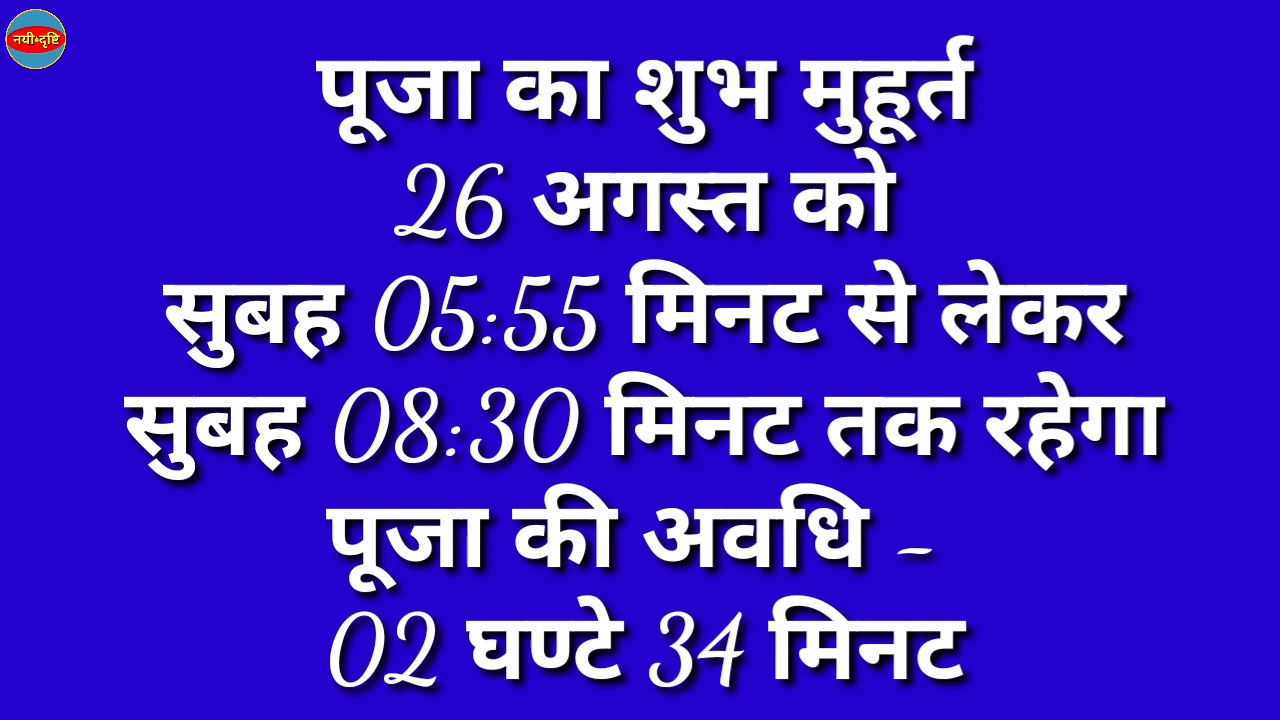 नयी•दृष्टि
पूजा का शुभ मुहूर्त
26 अगस्त को
सुबह 05:55 मिनट से लेकर
सुबह 08:30 मिनट तक रहेगा
पूजा की अवधि -
02 घण्टे 34 मिनट